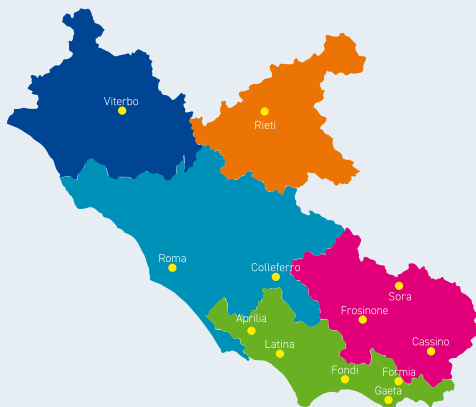 Viterbo
Rieti
Roma
Colleferro
Sora
Frosinone
Aprilia
Latina
Cassino
Fondi
Formia
Gaeta